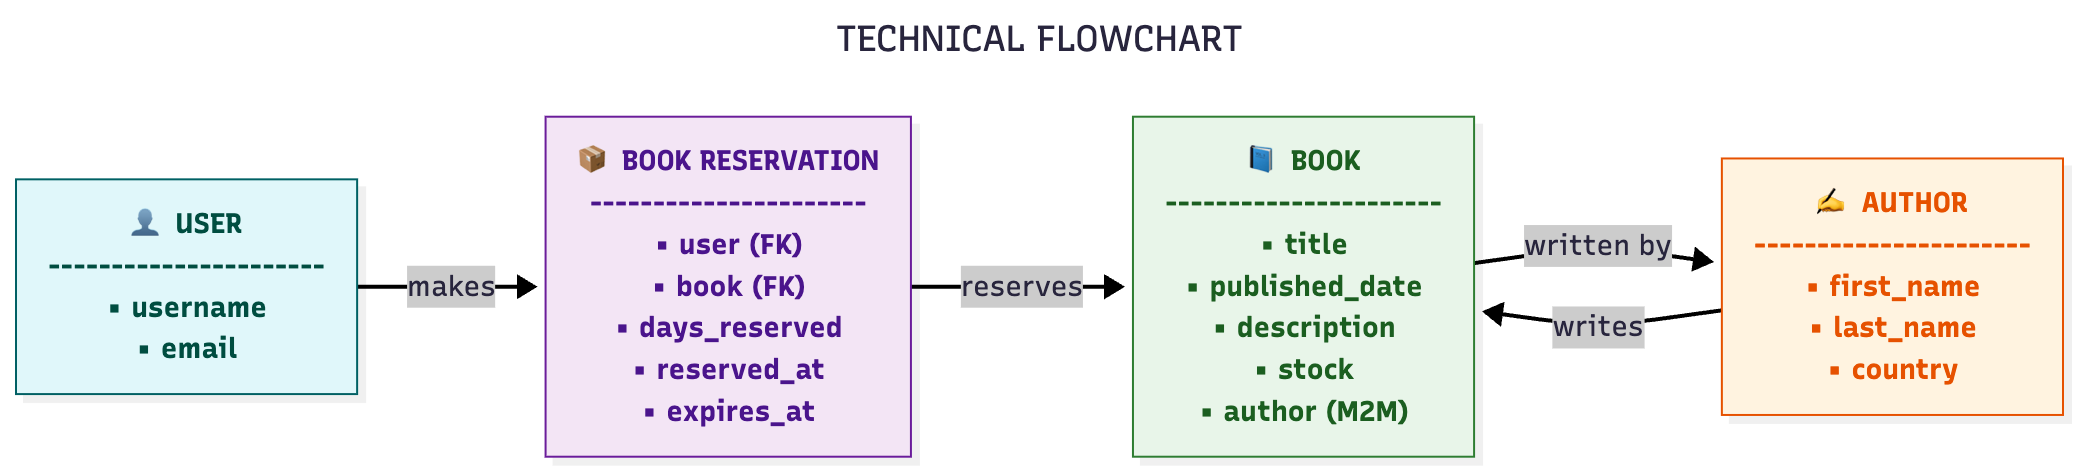 TECHNICAL FLOWCHART
USER
----------------------
▪ username
▪ email
makes
BOOK RESERVATION
----------------------
▪ user (FK)
▪ book (FK)
▪ days_reserved
▪ reserved_at
▪ expires_at
reserves
BOOK
----------------------
▪ title
▪ published_date
▪ description
▪ stock
▪ author (M2M)
written by
writes
AUTHOR
----------------------
▪ first_name
▪ last_name
▪ country